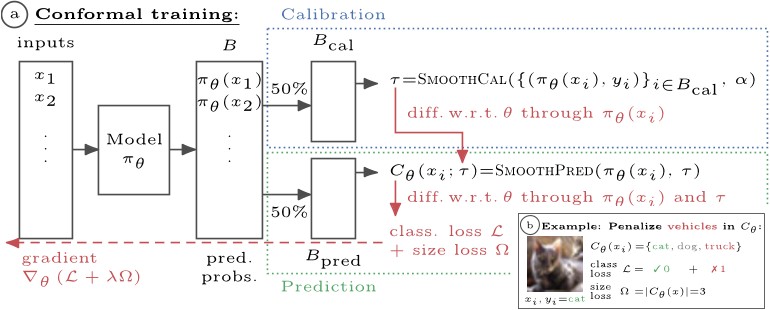 a Conformal training:
Calibration
inputs
B
B_cal
x_1
x_2
.
.
.
Model
π_θ
π_θ(x_1)
π_θ(x_2)
.
.
.
50%
τ=SMOOTHCAL({(π_θ(x_i), y_i)}_{i∈B_cal}, α)
diff. w.r.t. θ through π_θ(x_i)
C_θ(x_i; τ)=SMOOTHPRED(π_θ(x_i), τ)
diff. w.r.t. θ through π_θ(x_i) and τ
50%
class. loss ℒ
+ size loss Ω
B_pred
Prediction
gradient
∇_θ (ℒ + λΩ)
pred.
probs.
b Example: Penalize vehicles in C_θ:
C_θ(x_i)={cat, dog, truck}
class
loss ℒ = ✓0 + ✗1
size
loss Ω =|C_θ(x)|=3
x_i, y_i=cat